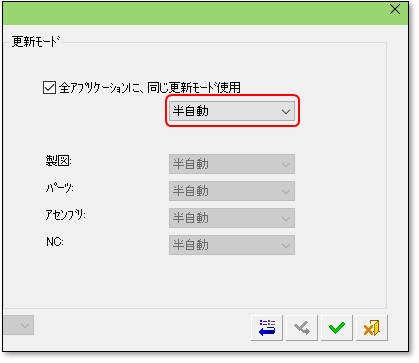 更新モード
全アプリケーションに、同じ更新モード使用
半自動
製図: 半自動
パーツ: 半自動
アセンブリ: 半自動
NC: 半自動